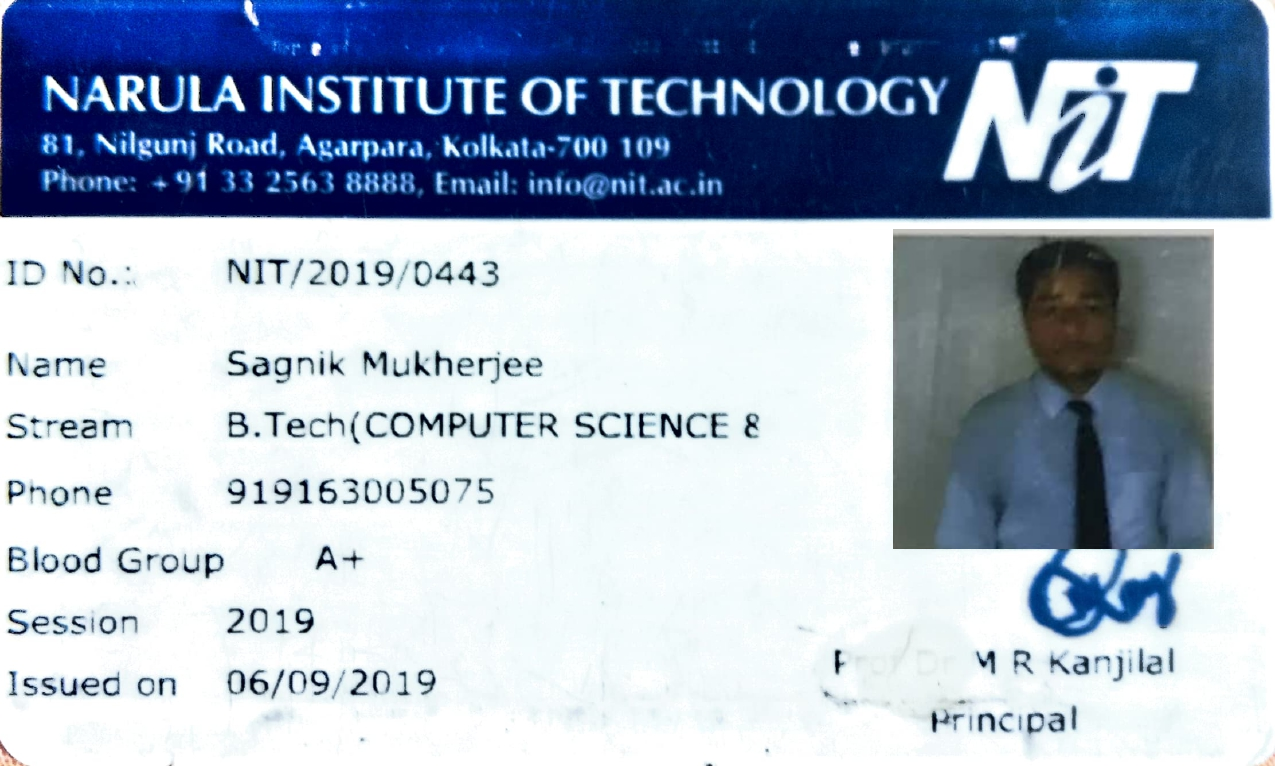 NARULA INSTITUTE OF TECHNOLOGY
NiT
81, Nilgunj Road, Agarpara, Kolkata-700 109
Phone: +91 33 2563 8888, Email: info@nit.ac.in
ID No.: NIT/2019/0443
Name Sagnik Mukherjee
Stream B.Tech(COMPUTER SCIENCE &
Phone 919163005075
Blood Group A+
Session 2019
Issued on 06/09/2019
Prof Dr M R Kanjilal
Principal